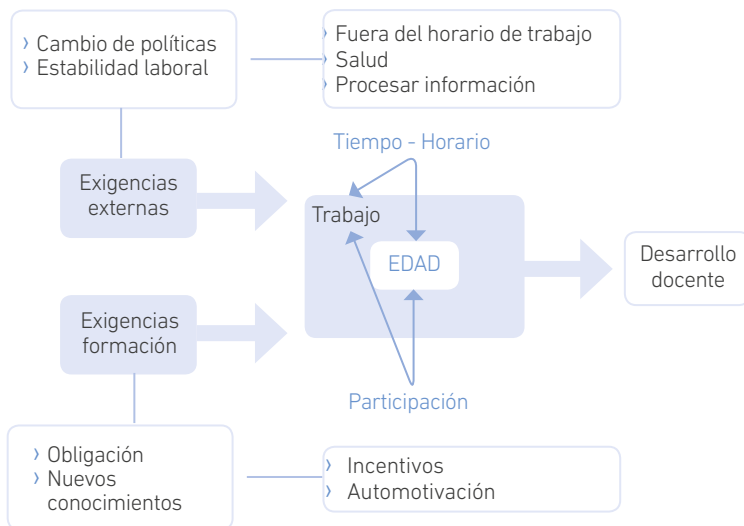 › Cambio de políticas
› Estabilidad laboral
› Fuera del horario de trabajo
› Salud
› Procesar información
Tiempo - Horario
Exigencias
externas
Trabajo
EDAD
Desarrollo
docente
Exigencias
formación
Participación
› Obligación
› Nuevos
conocimientos
› Incentivos
› Automotivación